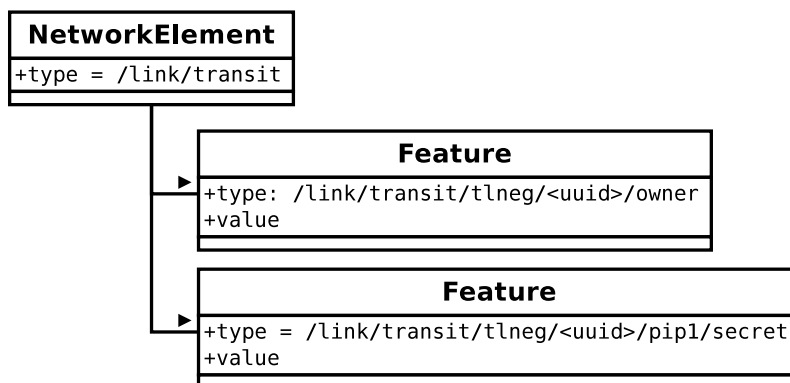 NetworkElement
+type = /link/transit
Feature
+type: /link/transit/tlneg/<uuid>/owner
+value
Feature
+type = /link/transit/tlneg/<uuid>/pip1/secret
+value